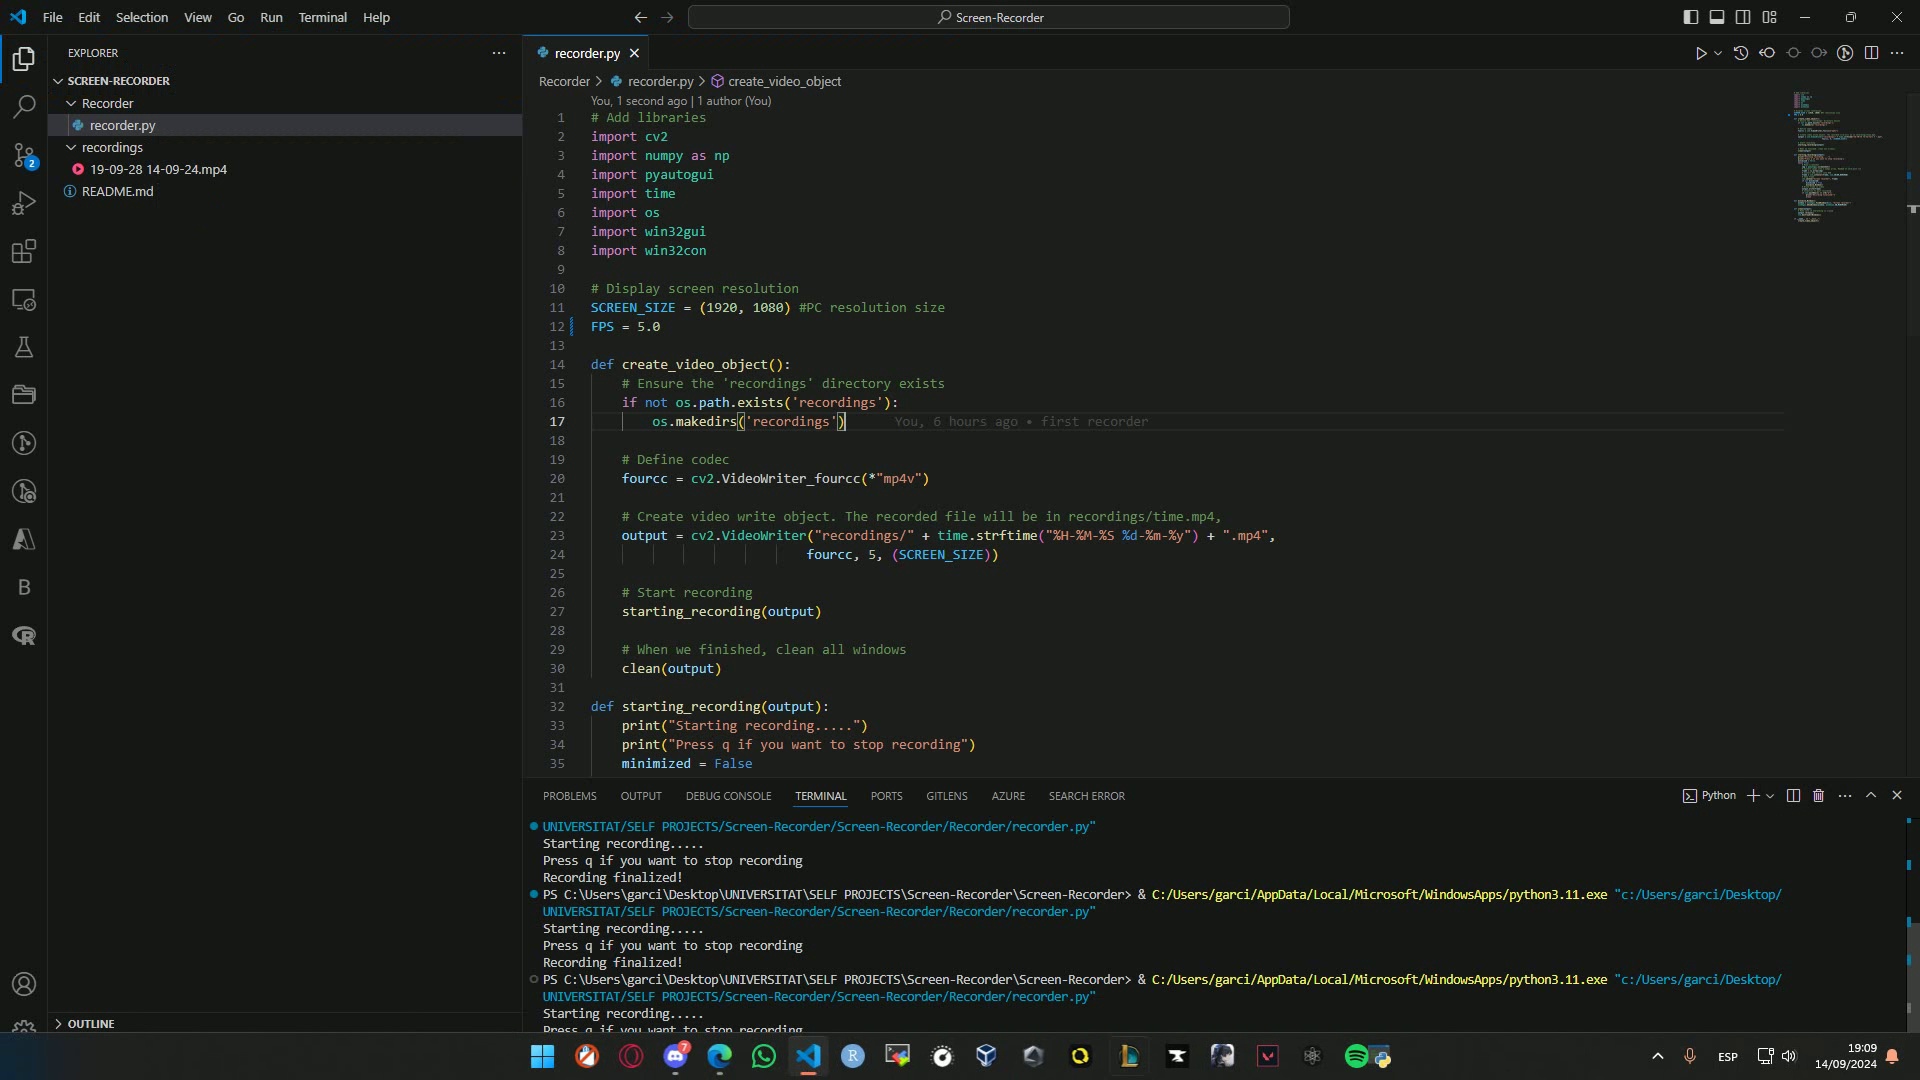 File Edit Selection View Go Run Terminal Help
Screen-Recorder
EXPLORER
SCREEN-RECORDER
Recorder
recorder.py
recordings
19-09-28 14-09-24.mp4
README.md
2
B
OUTLINE
recorder.py
Recorder > recorder.py > create_video_object
You, 1 second ago | 1 author (You)
1 # Add libraries
2 import cv2
3 import numpy as np
4 import pyautogui
5 import time
6 import os
7 import win32gui
8 import win32con
9
10 # Display screen resolution
11 SCREEN_SIZE = (1920, 1080) #PC resolution size
12 FPS = 5.0
13
14 def create_video_object():
15 # Ensure the 'recordings' directory exists
16 if not os.path.exists('recordings'):
17 os.makedirs('recordings') You, 6 hours ago • first recorder
18
19 # Define codec
20 fourcc = cv2.VideoWriter_fourcc(*"mp4v")
21
22 # Create video write object. The recorded file will be in recordings/time.mp4,
23 output = cv2.VideoWriter("recordings/" + time.strftime("%H-%M-%S %d-%m-%y") + ".mp4",
24 fourcc, 5, (SCREEN_SIZE))
25
26 # Start recording
27 starting_recording(output)
28
29 # When we finished, clean all windows
30 clean(output)
31
32 def starting_recording(output):
33 print("Starting recording.....")
34 print("Press q if you want to stop recording")
35 minimized = False
PROBLEMS OUTPUT DEBUG CONSOLE TERMINAL PORTS GITLENS AZURE SEARCH ERROR
Python
UNIVERSITAT/SELF PROJECTS/Screen-Recorder/Screen-Recorder/Recorder/recorder.py"
Starting recording.....
Press q if you want to stop recording
Recording finalized!
PS C:\Users\garci\Desktop\UNIVERSITAT\SELF PROJECTS\Screen-Recorder\Screen-Recorder> & C:/Users/garci/AppData/Local/Microsoft/WindowsApps/python3.11.exe "c:/Users/garci/Desktop/
UNIVERSITAT/SELF PROJECTS/Screen-Recorder/Screen-Recorder/Recorder/recorder.py"
Starting recording.....
Press q if you want to stop recording
Recording finalized!
PS C:\Users\garci\Desktop\UNIVERSITAT\SELF PROJECTS\Screen-Recorder\Screen-Recorder> & C:/Users/garci/AppData/Local/Microsoft/WindowsApps/python3.11.exe "c:/Users/garci/Desktop/
UNIVERSITAT/SELF PROJECTS/Screen-Recorder/Screen-Recorder/Recorder/recorder.py"
Starting recording.....
Press q if you want to stop recording
7
ESP
19:09
14/09/2024